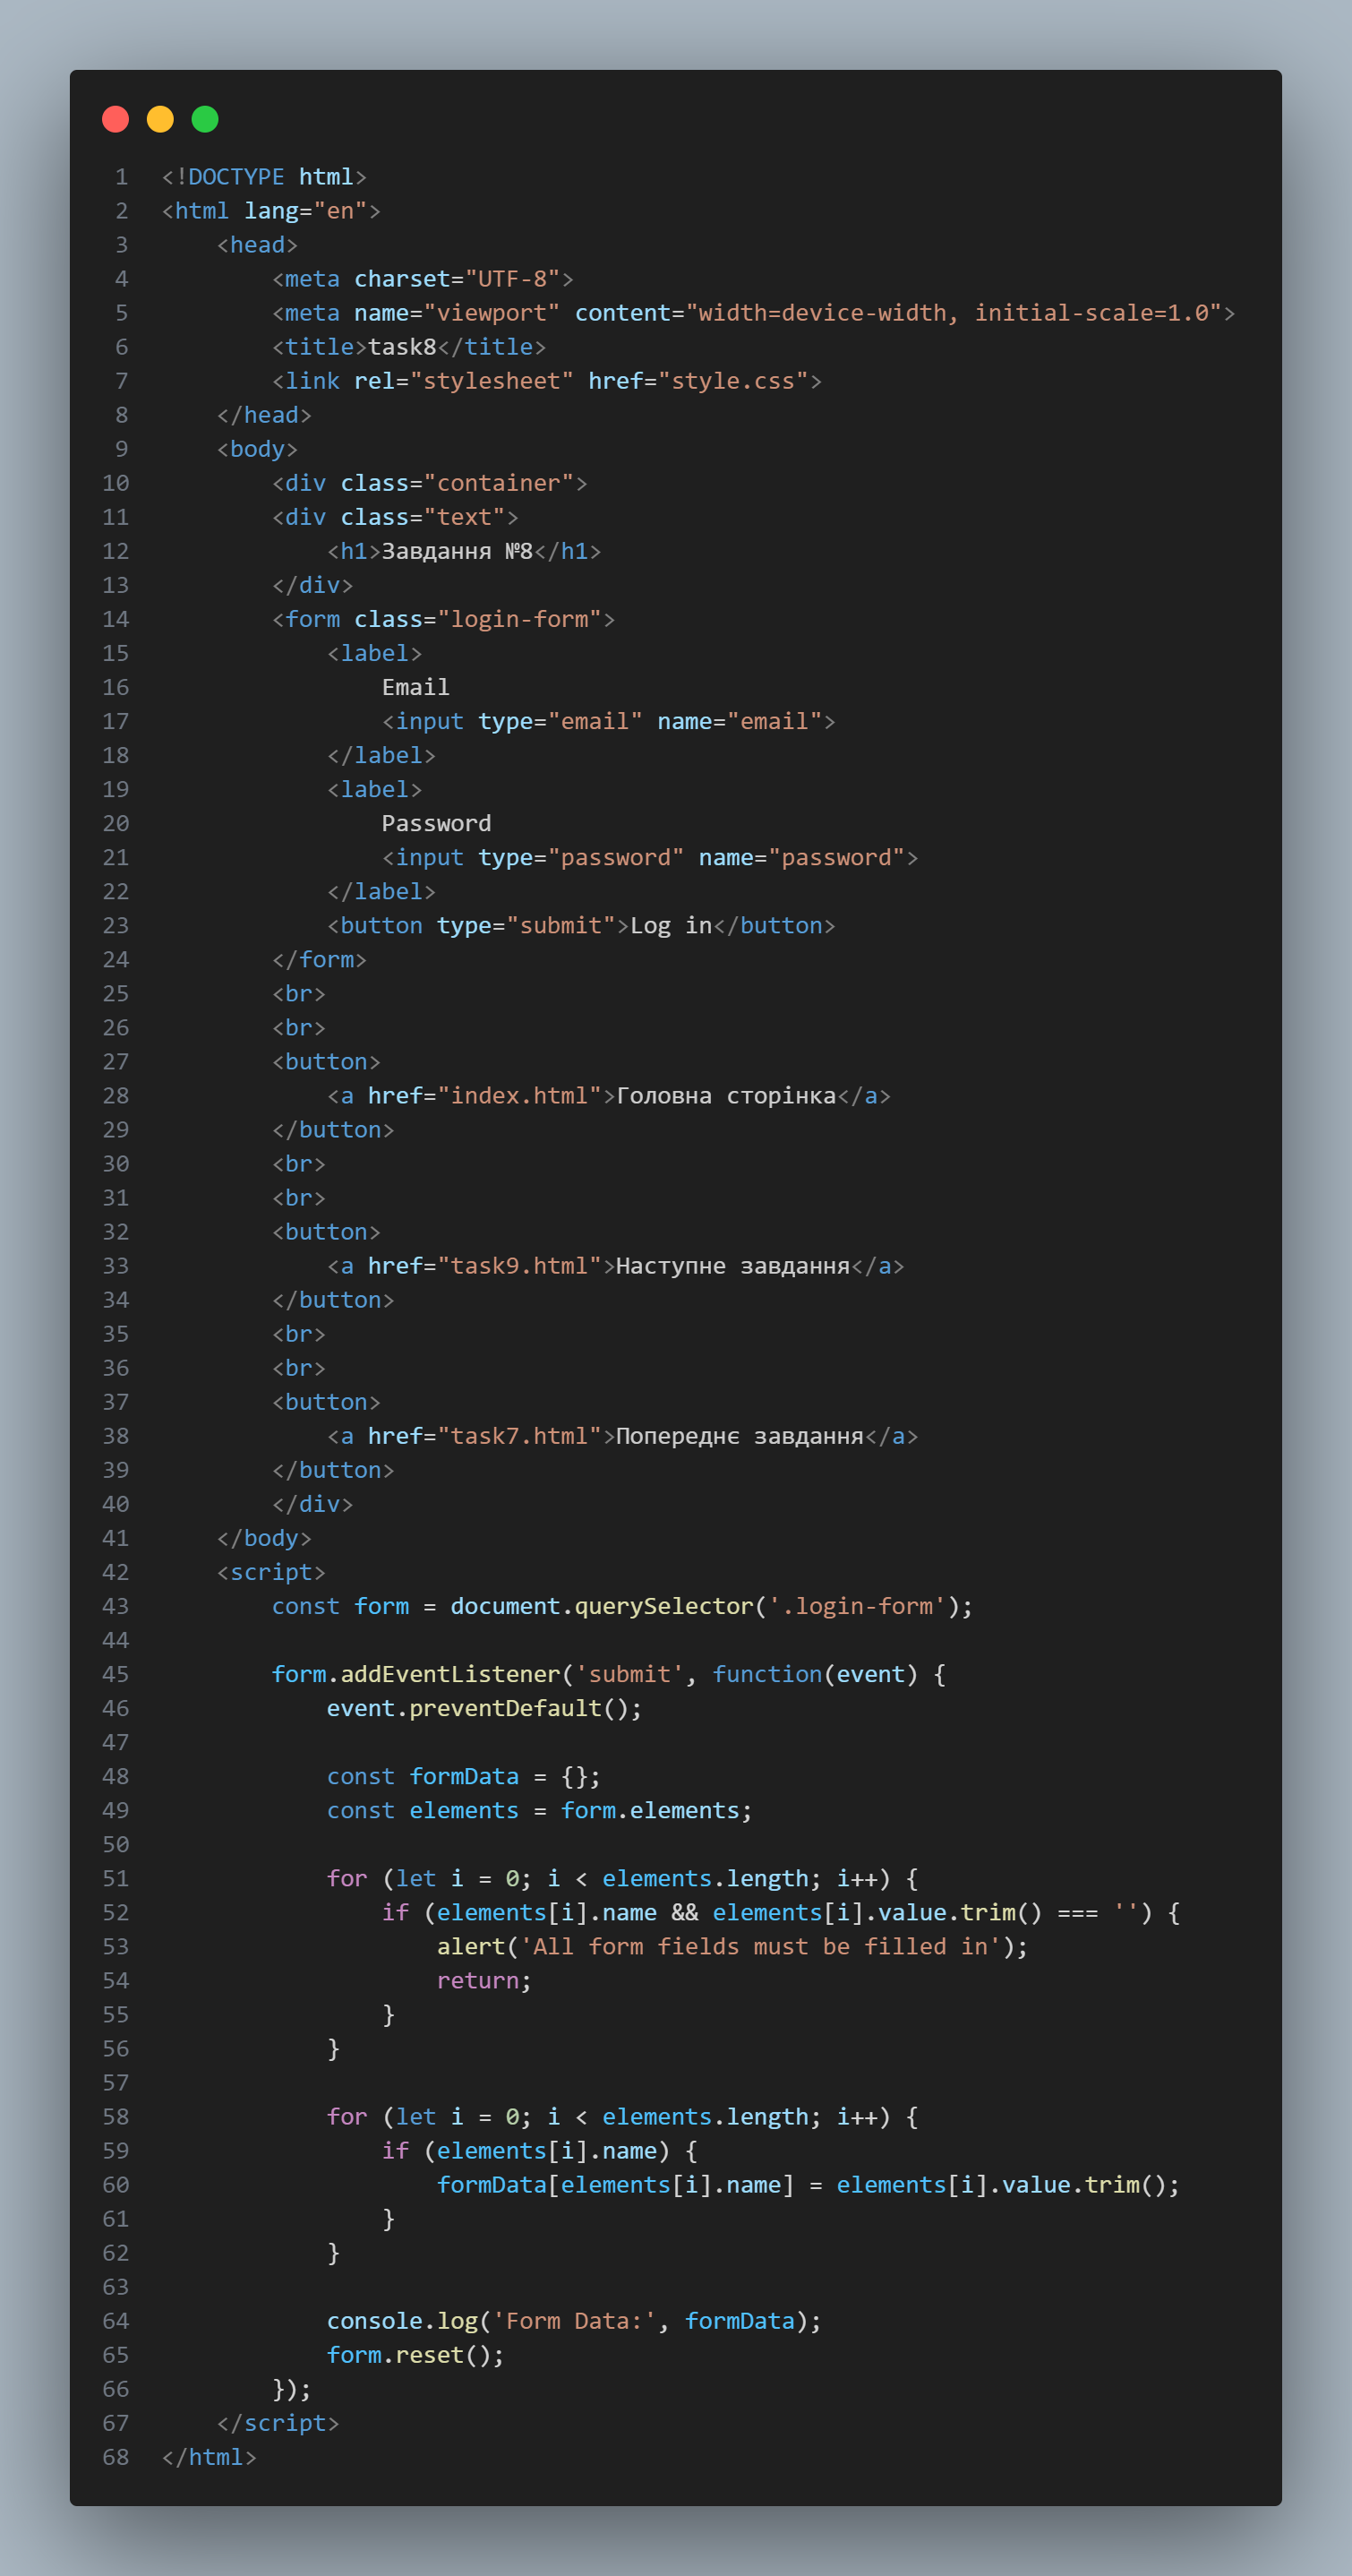 1 <!DOCTYPE html>
2 <html lang="en">
3     <head>
4         <meta charset="UTF-8">
5         <meta name="viewport" content="width=device-width, initial-scale=1.0">
6         <title>task8</title>
7         <link rel="stylesheet" href="style.css">
8     </head>
9     <body>
10         <div class="container">
11         <div class="text">
12             <h1>Завдання №8</h1>
13         </div>
14         <form class="login-form">
15             <label>
16                 Email
17                 <input type="email" name="email">
18             </label>
19             <label>
20                 Password
21                 <input type="password" name="password">
22             </label>
23             <button type="submit">Log in</button>
24         </form>
25         <br>
26         <br>
27         <button>
28             <a href="index.html">Головна сторінка</a>
29         </button>
30         <br>
31         <br>
32         <button>
33             <a href="task9.html">Наступне завдання</a>
34         </button>
35         <br>
36         <br>
37         <button>
38             <a href="task7.html">Попереднє завдання</a>
39         </button>
40         </div>
41     </body>
42     <script>
43         const form = document.querySelector('.login-form');
44
45         form.addEventListener('submit', function(event) {
46             event.preventDefault();
47
48             const formData = {};
49             const elements = form.elements;
50
51             for (let i = 0; i < elements.length; i++) {
52                 if (elements[i].name && elements[i].value.trim() === '') {
53                     alert('All form fields must be filled in');
54                     return;
55                 }
56             }
57
58             for (let i = 0; i < elements.length; i++) {
59                 if (elements[i].name) {
60                     formData[elements[i].name] = elements[i].value.trim();
61                 }
62             }
63
64             console.log('Form Data:', formData);
65             form.reset();
66         });
67     </script>
68 </html>